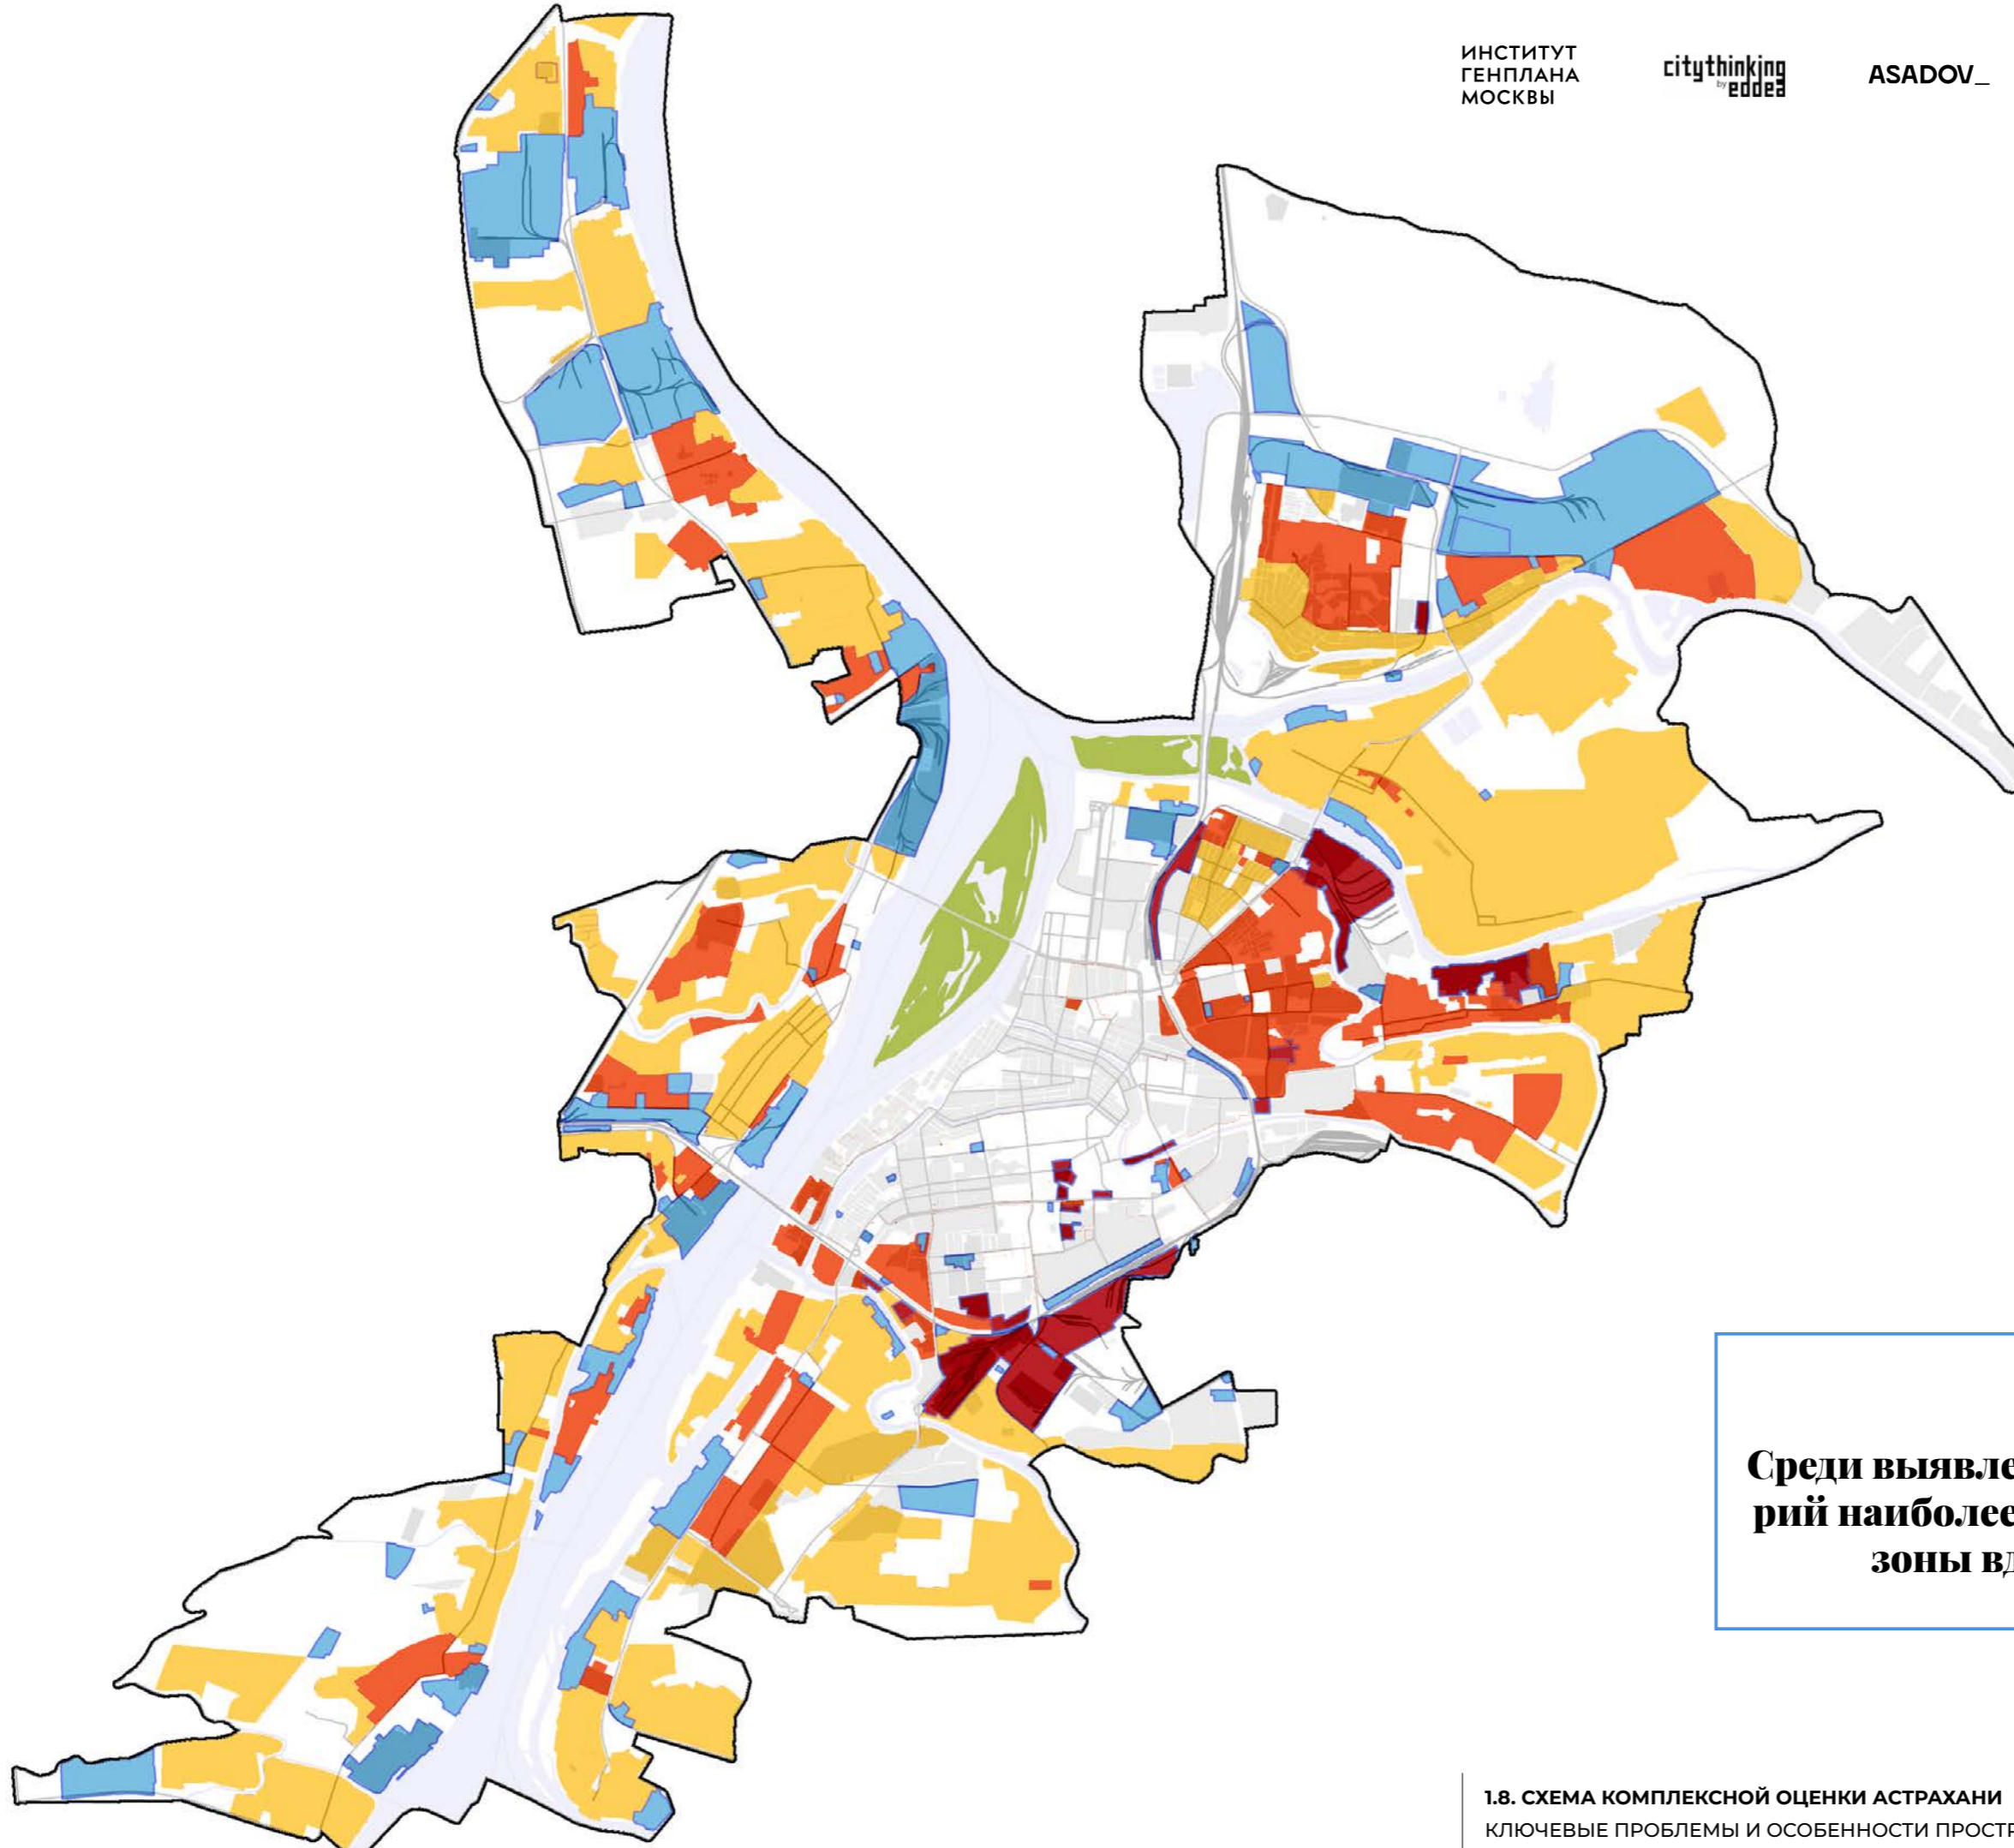 ИНСТИТУТ
ГЕНПЛАНА
МОСКВЫ
citythinking
by eddea
ASADOV_
Среди выявле
рий наиболее
зоны вд
1.8. СХЕМА КОМПЛЕКСНОЙ ОЦЕНКИ АСТРАХАНИ
КЛЮЧЕВЫЕ ПРОБЛЕМЫ И ОСОБЕННОСТИ ПРОСТР